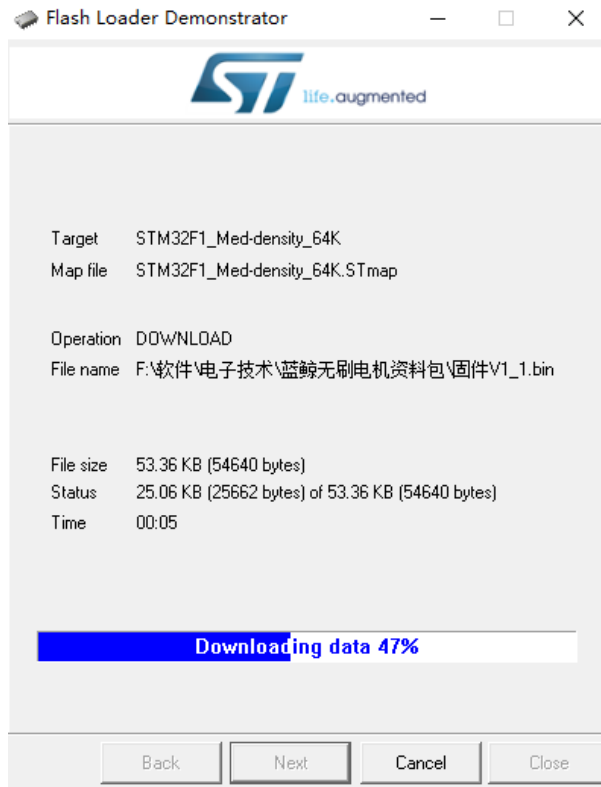 Flash Loader Demonstrator
ST life.augmented
Target STM32F1_Med-density_64K
Map file STM32F1_Med-density_64K.STmap
Operation DOWNLOAD
File name F:\软件\电子技术\蓝鲸无刷电机资料包\固件V1_1.bin
File size 53.36 KB (54640 bytes)
Status 25.06 KB (25662 bytes) of 53.36 KB (54640 bytes)
Time 00:05
Downloading data 47%
Back Next Cancel Close